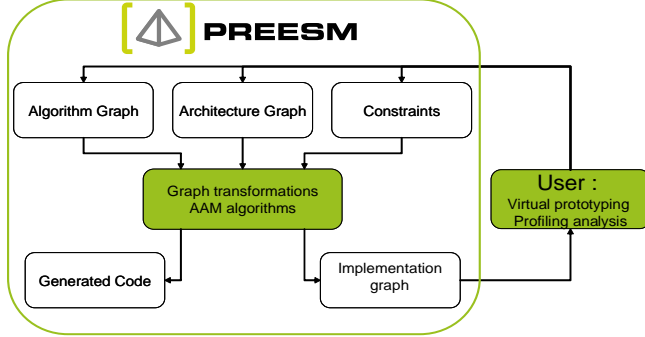 PREESM
Algorithm Graph
Architecture Graph
Constraints
Graph transformations
AAM algorithms
User :
Virtual prototyping
Profiling analysis
Generated Code
Implementation
graph